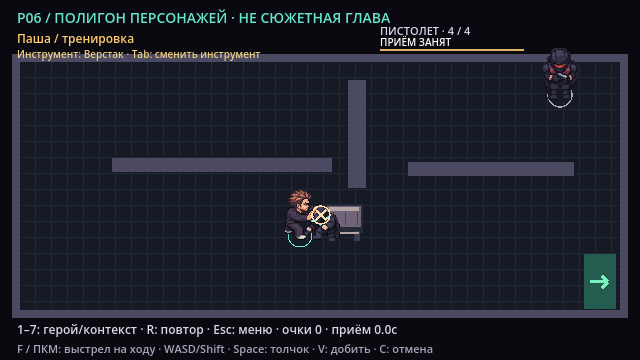 P06 / ПОЛИГОН ПЕРСОНАЖЕЙ · НЕ СЮЖЕТНАЯ ГЛАВА
Паша / тренировка
ПИСТОЛЕТ · 4 / 4
ПРИЁМ ЗАНЯТ
Инструмент: Верстак · Tab: сменить инструмент
1–7: герой/контекст · R: повтор · Esc: меню · очки 0 · приём 0.0с
F / ПКМ: выстрел на ходу · WASD/Shift · Space: толчок · V: добить · C: отмена